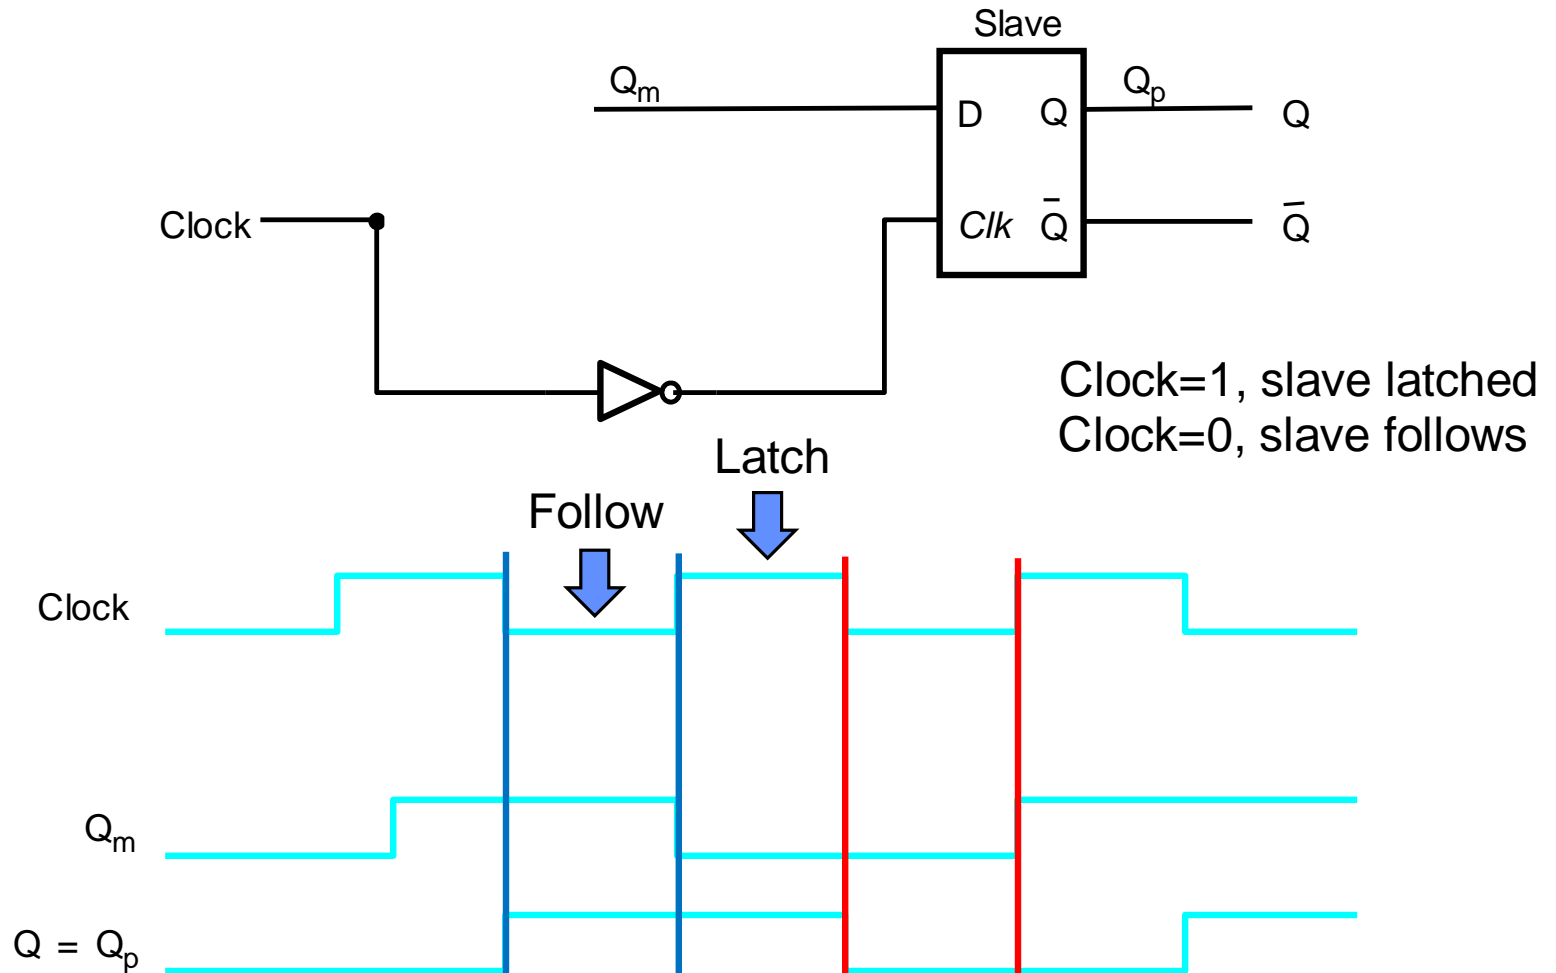 Slave
Qm
Qp
D Q
Q
Clock
Clk Q̅
Q̅
Clock=1, slave latched
Clock=0, slave follows
Latch
Follow
Clock
Qm
Q = Qp